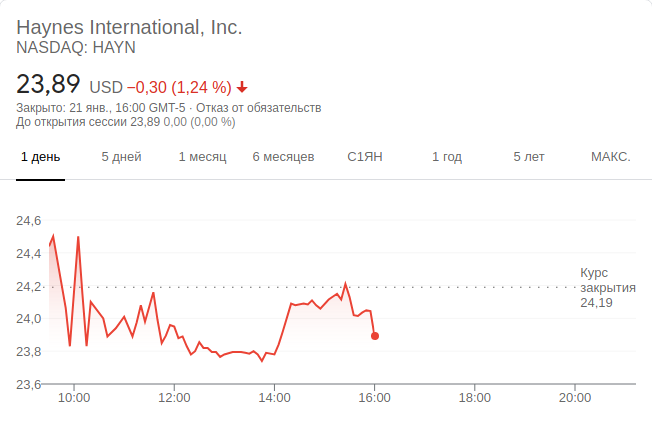 Haynes International, Inc.
NASDAQ: HAYN
23,89 USD −0,30 (1,24 %)
Закрыто: 21 янв., 16:00 GMT-5 · Отказ от обязательств
До открытия сессии 23,89 0,00 (0,00 %)
1 день 5 дней 1 месяц 6 месяцев С1ЯН 1 год 5 лет МАКС.
24,6
24,4
24,2
24,0
23,8
23,6
Курс
закрытия
24,19
10:00 12:00 14:00 16:00 18:00 20:00